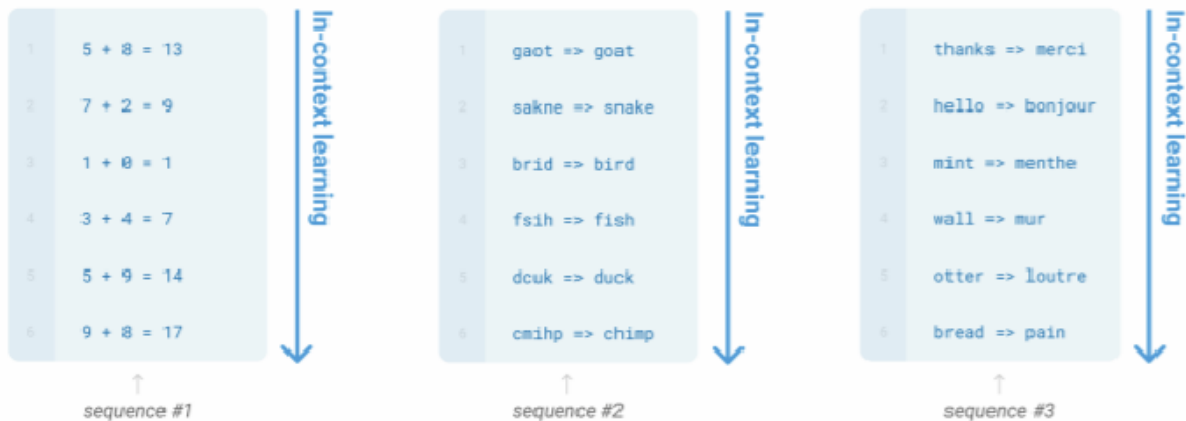 1 5 + 8 = 13
2 7 + 2 = 9
3 1 + 0 = 1
4 3 + 4 = 7
5 5 + 9 = 14
6 9 + 8 = 17
In-context learning
sequence #1
1 gaot => goat
2 sakne => snake
3 brid => bird
4 fsih => fish
5 dcuk => duck
6 cmihp => chimp
In-context learning
sequence #2
1 thanks => merci
2 hello => bonjour
3 mint => menthe
4 wall => mur
5 otter => loutre
6 bread => pain
In-context learning
sequence #3